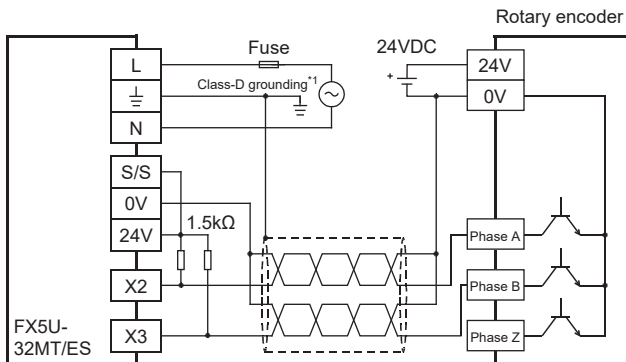 Rotary encoder
L
Fuse
24VDC
24V
Class-D grounding*1
+
0V
N
S/S
0V
1.5kΩ
24V
Phase A
X2
Phase B
FX5U-
32MT/ES
X3
Phase Z